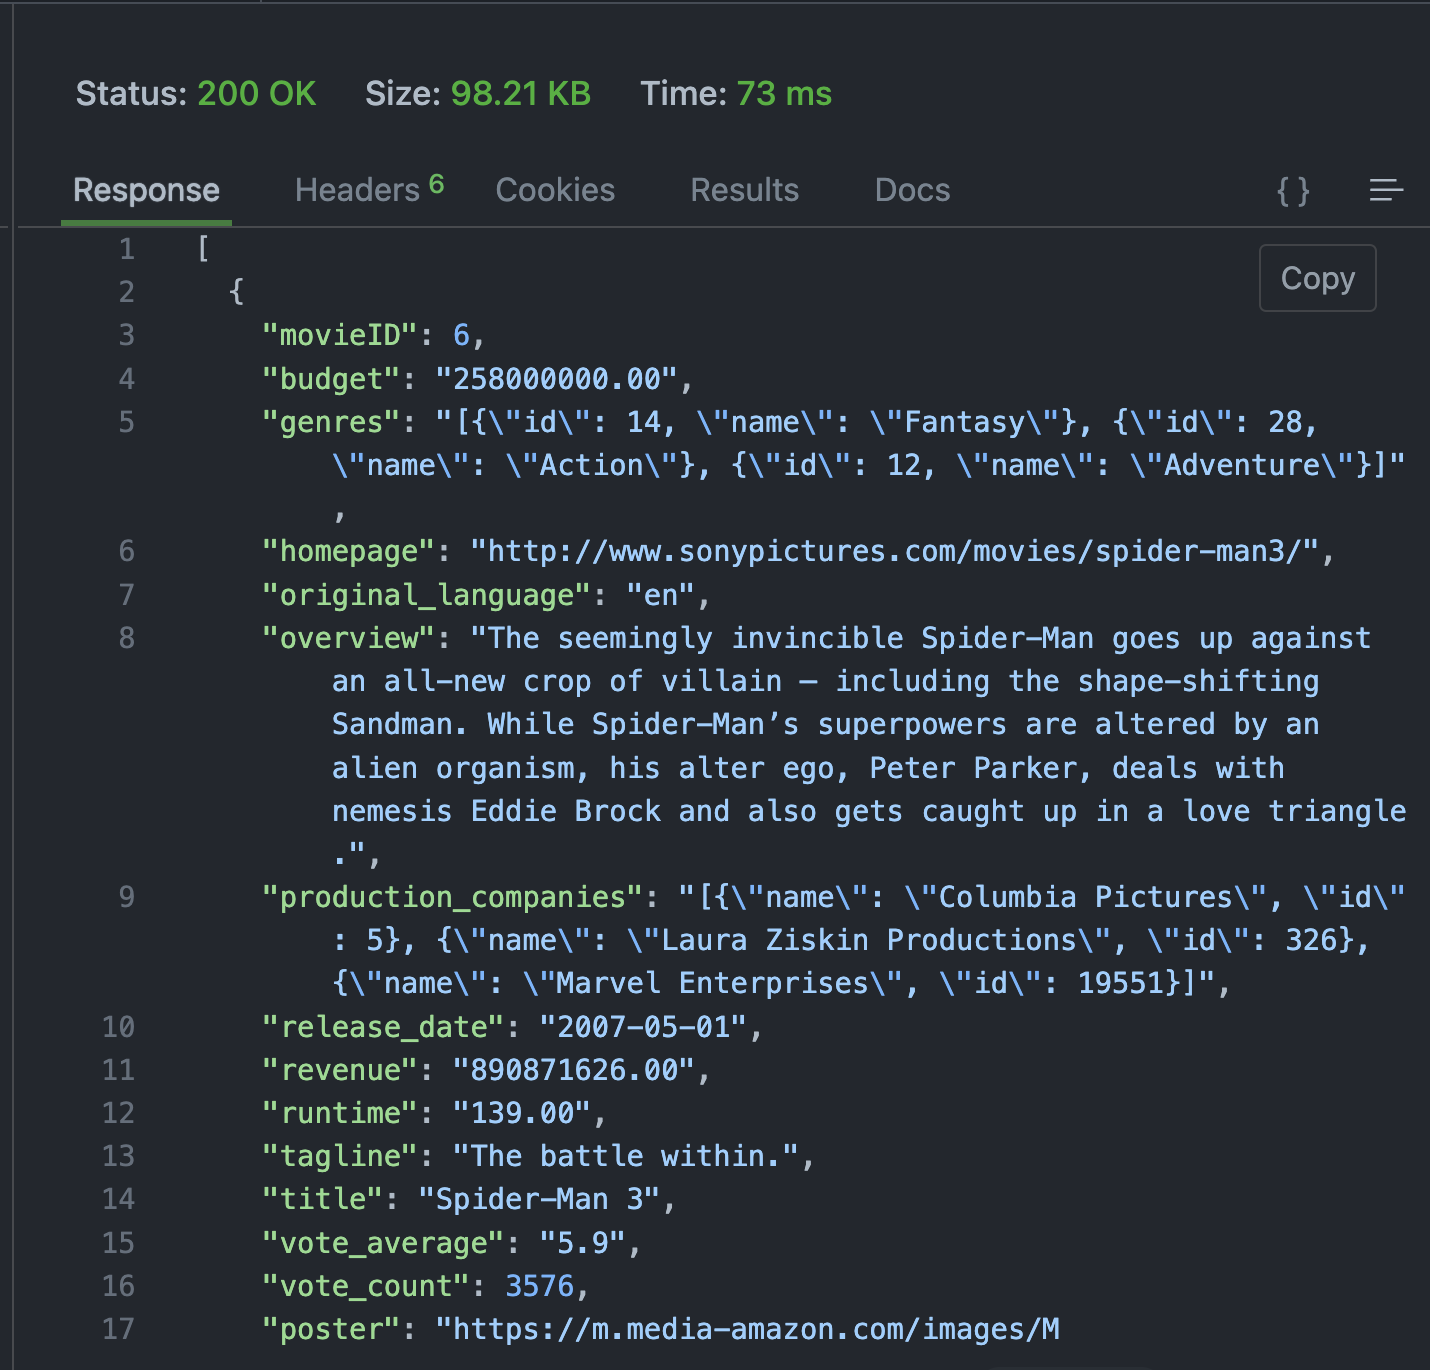 Status: 200 OK Size: 98.21 KB Time: 73 ms
Response Headers 6 Cookies Results Docs {}
Copy
1 [
2 {
3 "movieID": 6,
4 "budget": "258000000.00",
5 "genres": "[{\"id\": 14, \"name\": \"Fantasy\"}, {\"id\": 28,
\"name\": \"Action\"}, {\"id\": 12, \"name\": \"Adventure\"}]"
,
6 "homepage": "http://www.sonypictures.com/movies/spider-man3/",
7 "original_language": "en",
8 "overview": "The seemingly invincible Spider-Man goes up against
an all-new crop of villain – including the shape-shifting
Sandman. While Spider-Man’s superpowers are altered by an
alien organism, his alter ego, Peter Parker, deals with
nemesis Eddie Brock and also gets caught up in a love triangle
.",
9 "production_companies": "[{\"name\": \"Columbia Pictures\", \"id\"
: 5}, {\"name\": \"Laura Ziskin Productions\", \"id\": 326},
{\"name\": \"Marvel Enterprises\", \"id\": 19551}]",
10 "release_date": "2007-05-01",
11 "revenue": "890871626.00",
12 "runtime": "139.00",
13 "tagline": "The battle within.",
14 "title": "Spider-Man 3",
15 "vote_average": "5.9",
16 "vote_count": 3576,
17 "poster": "https://m.media-amazon.com/images/M